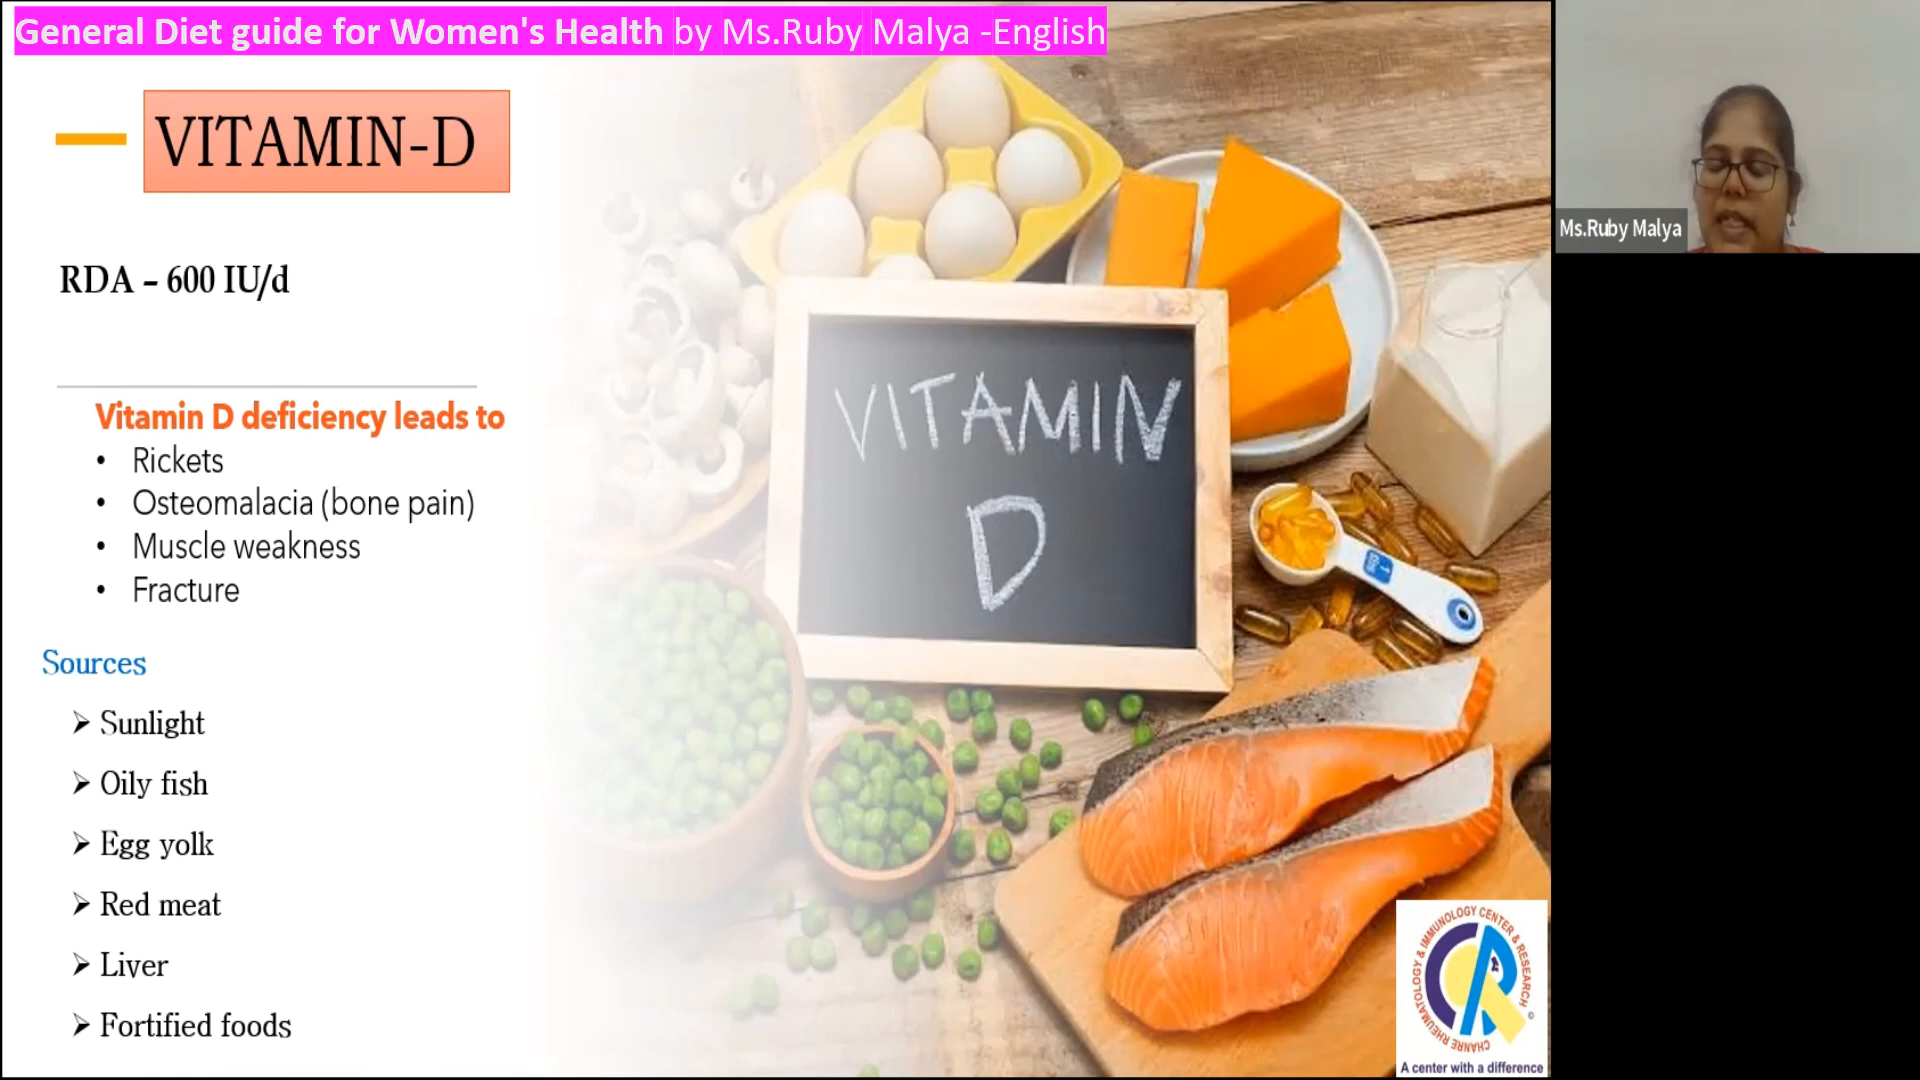 General Diet guide for Women's Health by Ms.Ruby Malya -English
VITAMIN-D
RDA – 600 IU/d
Vitamin D deficiency leads to
• Rickets
• Osteomalacia (bone pain)
• Muscle weakness
• Fracture
Sources
➢ Sunlight
➢ Oily fish
➢ Egg yolk
➢ Red meat
➢ Liver
➢ Fortified foods
VITAMIN
D
Ms.Ruby Malya
CHANRE RHEUMATOLOGY & IMMUNOLOGY CENTER & RESEARCH
©
A center with a difference